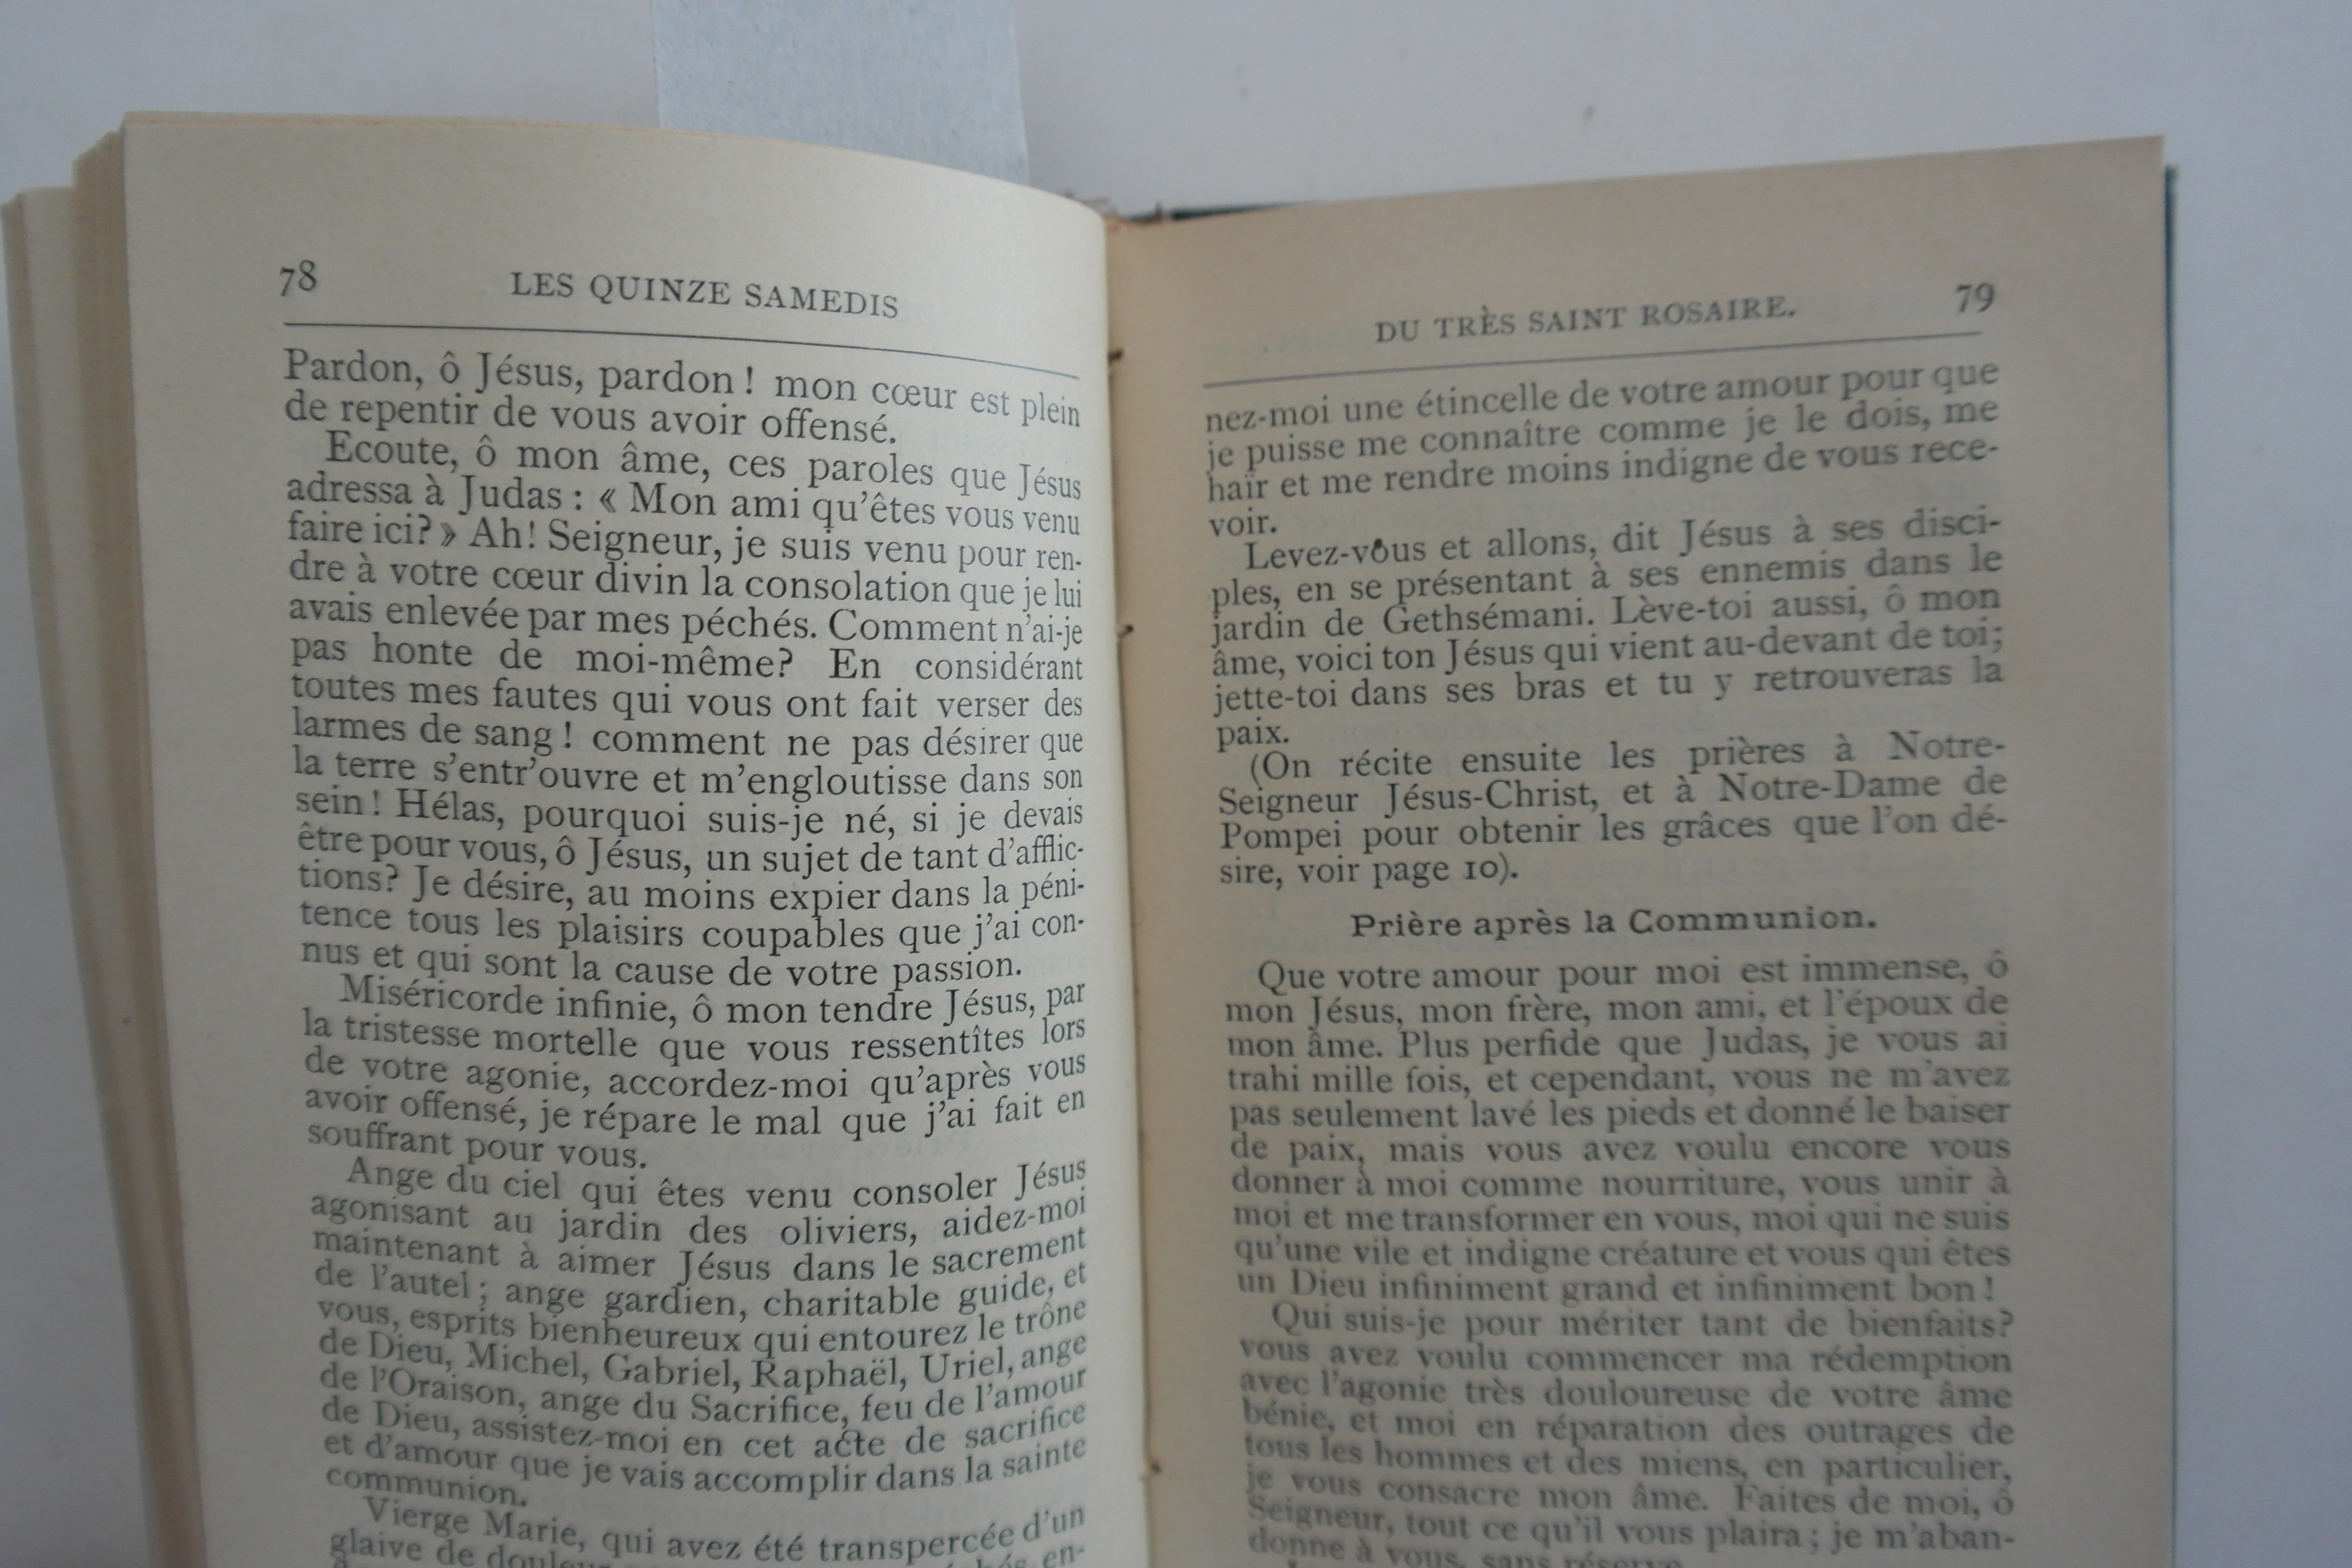 78
LES QUINZE SAMEDIS
Pardon, ô Jésus, pardon ! mon cœur est plein
de repentir de vous avoir offensé.
Ecoute, ô mon âme, ces paroles que Jésus
adressa à Judas : « Mon ami qu'êtes vous venu
faire ici? » Ah! Seigneur, je suis venu pour ren-
dre à votre cœur divin la consolation que je lui
avais enlevée par mes péchés. Comment n'ai-je
pas honte de moi-même? En considérant
toutes mes fautes qui vous ont fait verser des
larmes de sang ! comment ne pas désirer que
la terre s'entr'ouvre et m'engloutisse dans son
sein ! Hélas, pourquoi suis-je né, si je devais
être pour vous, ô Jésus, un sujet de tant d'afflic-
tions? Je désire, au moins expier dans la péni-
tence tous les plaisirs coupables que j'ai con-
nus et qui sont la cause de votre passion.
Miséricorde infinie, ô mon tendre Jésus, par
la tristesse mortelle que vous ressentîtes lors
de votre agonie, accordez-moi qu'après vous
avoir offensé, je répare le mal que j'ai fait en
souffrant pour vous.
Ange du ciel qui êtes venu consoler Jésus
agonisant au jardin des oliviers, aidez-moi
maintenant à aimer Jésus dans le sacrement
de l'autel ; ange gardien, charitable guide, et
vous, esprits bienheureux qui entourez le trône
de Dieu, Michel, Gabriel, Raphaël, Uriel, ange
de l'Oraison, ange du Sacrifice, feu de l'amour
de Dieu, assistez-moi en cet acte de sacrifice
et d'amour que je vais accomplir dans la sainte
communion.
Vierge Marie, qui avez été transpercée d'un
glaive de en-
DU TRÈS SAINT ROSAIRE.
79
nez-moi une étincelle de votre amour pour que
je puisse me connaître comme je le dois, me
haïr et me rendre moins indigne de vous rece-
voir.
Levez-vous et allons, dit Jésus à ses disci-
ples, en se présentant à ses ennemis dans le
jardin de Gethsémani. Lève-toi aussi, ô mon
âme, voici ton Jésus qui vient au-devant de toi;
jette-toi dans ses bras et tu y retrouveras la
paix.
(On récite ensuite les prières à Notre-
Seigneur Jésus-Christ, et à Notre-Dame de
Pompei pour obtenir les grâces que l'on dé-
sire, voir page 10).
Prière après la Communion.
Que votre amour pour moi est immense, ô
mon Jésus, mon frère, mon ami, et l'époux de
mon âme. Plus perfide que Judas, je vous ai
trahi mille fois, et cependant, vous ne m'avez
pas seulement lavé les pieds et donné le baiser
de paix, mais vous avez voulu encore vous
donner à moi comme nourriture, vous unir à
moi et me transformer en vous, moi qui ne suis
qu'une vile et indigne créature et vous qui êtes
un Dieu infiniment grand et infiniment bon !
Qui suis-je pour mériter tant de bienfaits?
vous avez voulu commencer ma rédemption
avec l'agonie très douloureuse de votre âme
bénie, et moi en réparation des outrages de
tous les hommes et des miens, en particulier,
je vous consacre mon âme. Faites de moi, ô
Seigneur, tout ce qu'il vous plaira ; je m'aban-
donne à vous, sans réserve